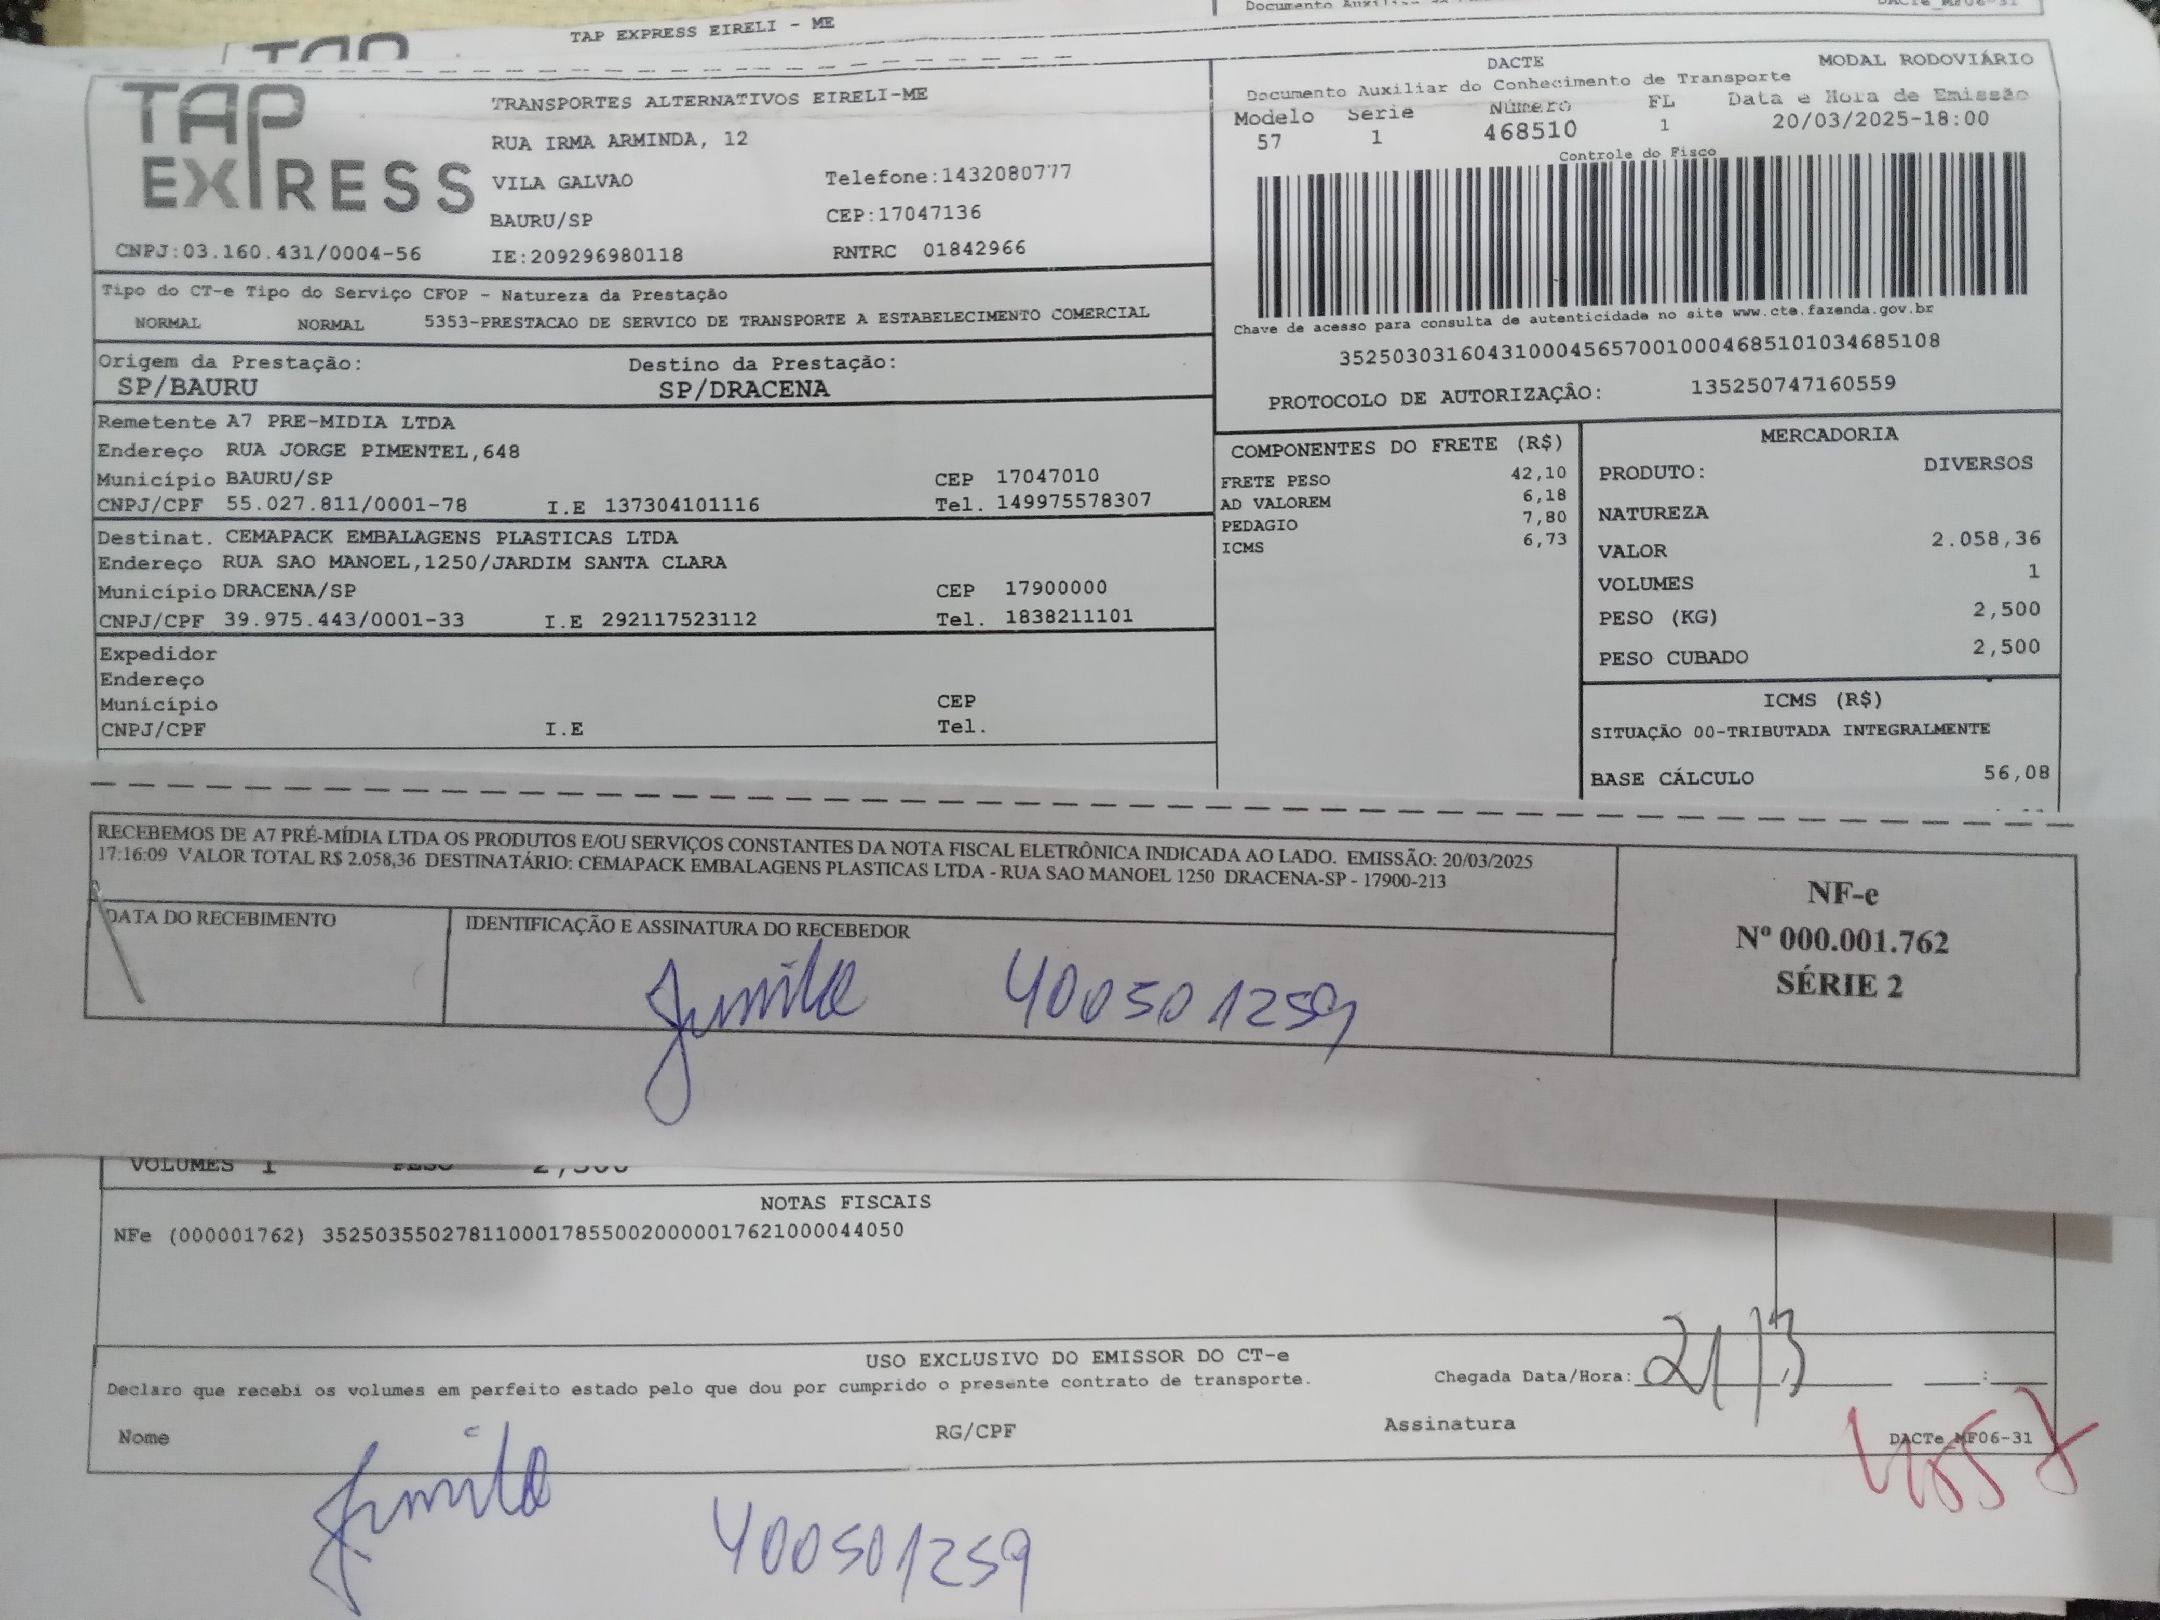 TAP EXPRESS EIRELI - ME
TAP EXPRESS
TRANSPORTES ALTERNATIVOS EIRELI-ME
RUA IRMA ARMINDA, 12
VILA GALVAO Telefone:1432080777
BAURU/SP CEP:17047136
CNPJ:03.160.431/0004-56 IE:209296980118 RNTRC 01842966
DACTE MODAL RODOVIÁRIO
Documento Auxiliar do Conhecimento de Transporte
Modelo Serie Número FL Data e Hora de Emissão
57 1 468510 1 20/03/2025-18:00
Controle do Fisco
Chave de acesso para consulta de autenticidade no site www.cte.fazenda.gov.br
35250303160431000456570010004685101034685108
PROTOCOLO DE AUTORIZAÇÃO: 135250747160559
Tipo do CT-e Tipo do Serviço CFOP - Natureza da Prestação
NORMAL NORMAL 5353-PRESTACAO DE SERVICO DE TRANSPORTE A ESTABELECIMENTO COMERCIAL
Origem da Prestação: Destino da Prestação:
SP/BAURU SP/DRACENA
Remetente A7 PRE-MIDIA LTDA
Endereço RUA JORGE PIMENTEL,648
Município BAURU/SP CEP 17047010
CNPJ/CPF 55.027.811/0001-78 I.E 137304101116 Tel. 149975578307
Destinat. CEMAPACK EMBALAGENS PLASTICAS LTDA
Endereço RUA SAO MANOEL,1250/JARDIM SANTA CLARA
Município DRACENA/SP CEP 17900000
CNPJ/CPF 39.975.443/0001-33 I.E 292117523112 Tel. 1838211101
Expedidor
Endereço
Município CEP
CNPJ/CPF I.E Tel.
COMPONENTES DO FRETE (R$)
FRETE PESO 42,10
AD VALOREM 6,18
PEDAGIO 7,80
ICMS 6,73
MERCADORIA
PRODUTO: DIVERSOS
NATUREZA
VALOR 2.058,36
VOLUMES 1
PESO (KG) 2,500
PESO CUBADO 2,500
ICMS (R$)
SITUAÇÃO 00-TRIBUTADA INTEGRALMENTE
BASE CÁLCULO 56,08
RECEBEMOS DE A7 PRÉ-MÍDIA LTDA OS PRODUTOS E/OU SERVIÇOS CONSTANTES DA NOTA FISCAL ELETRÔNICA INDICADA AO LADO. EMISSÃO: 20/03/2025
17:16:09 VALOR TOTAL R$ 2.058,36 DESTINATÁRIO: CEMAPACK EMBALAGENS PLASTICAS LTDA - RUA SAO MANOEL 1250 DRACENA-SP - 17900-213
DATA DO RECEBIMENTO IDENTIFICAÇÃO E ASSINATURA DO RECEBEDOR
400501259
NF-e
Nº 000.001.762
SÉRIE 2
VOLUMES 1 PESO 2,500
NOTAS FISCAIS
NFe (000001762) 35250355027811000178550020000017621000044050
USO EXCLUSIVO DO EMISSOR DO CT-e
Declaro que recebi os volumes em perfeito estado pelo que dou por cumprido o presente contrato de transporte. Chegada Data/Hora: 21/3 :
Nome RG/CPF Assinatura
DACTe_MF06-31
400501259